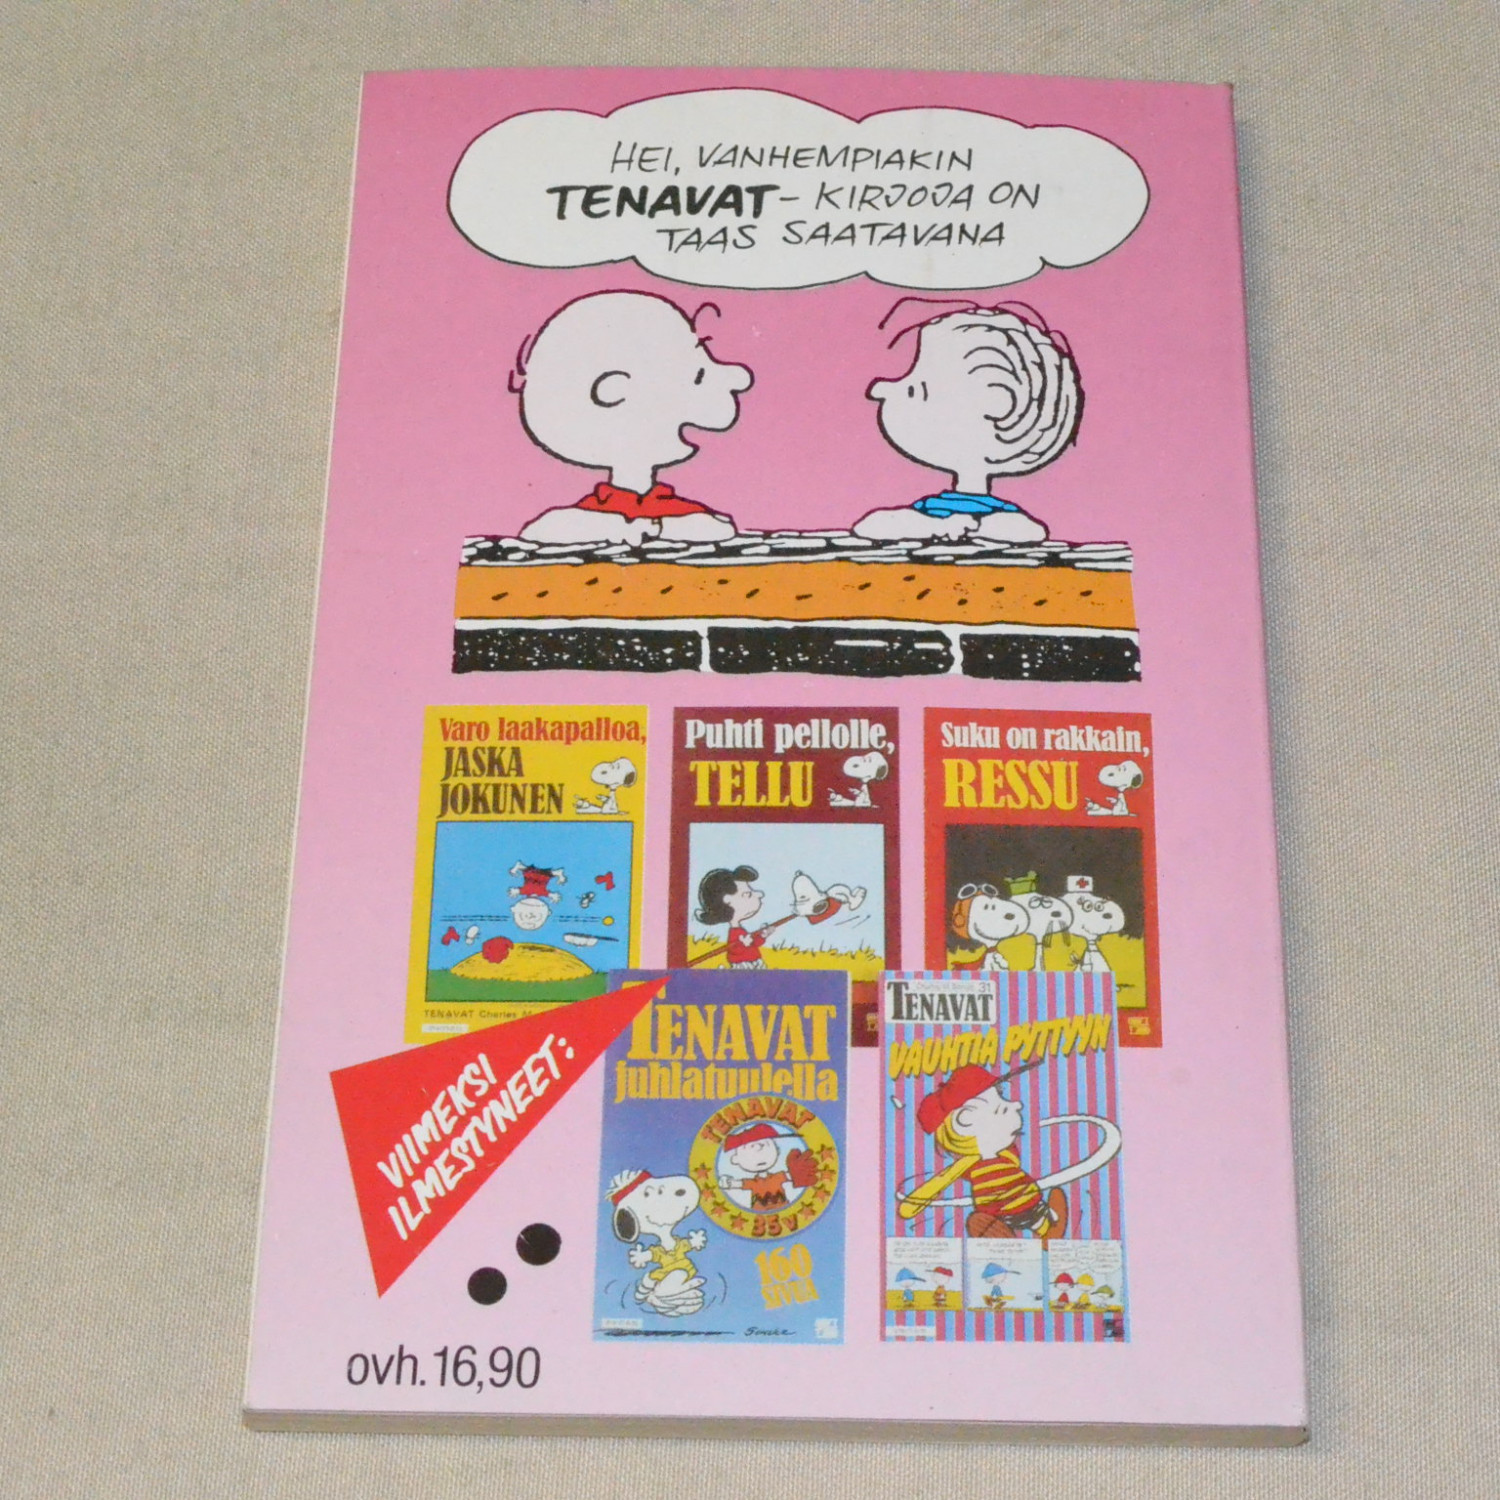 HEI, VANHEMPIAKIN
TENAVAT - KIRJOJA ON
TAAS SAATAVANA
Varo laakapalloa,
JASKA
JOKUNEN
TENAVAT Charles M.
Puhti pellolle,
TELLU
Suku on rakkain,
RESSU
VIIMEKSI
ILMESTYNEET:
TENAVAT
juhlatuulella
TENAVAT
35v
160
SIVUA
31
TENAVAT
VAUHTIA PYTTYYN
ovh. 16,90